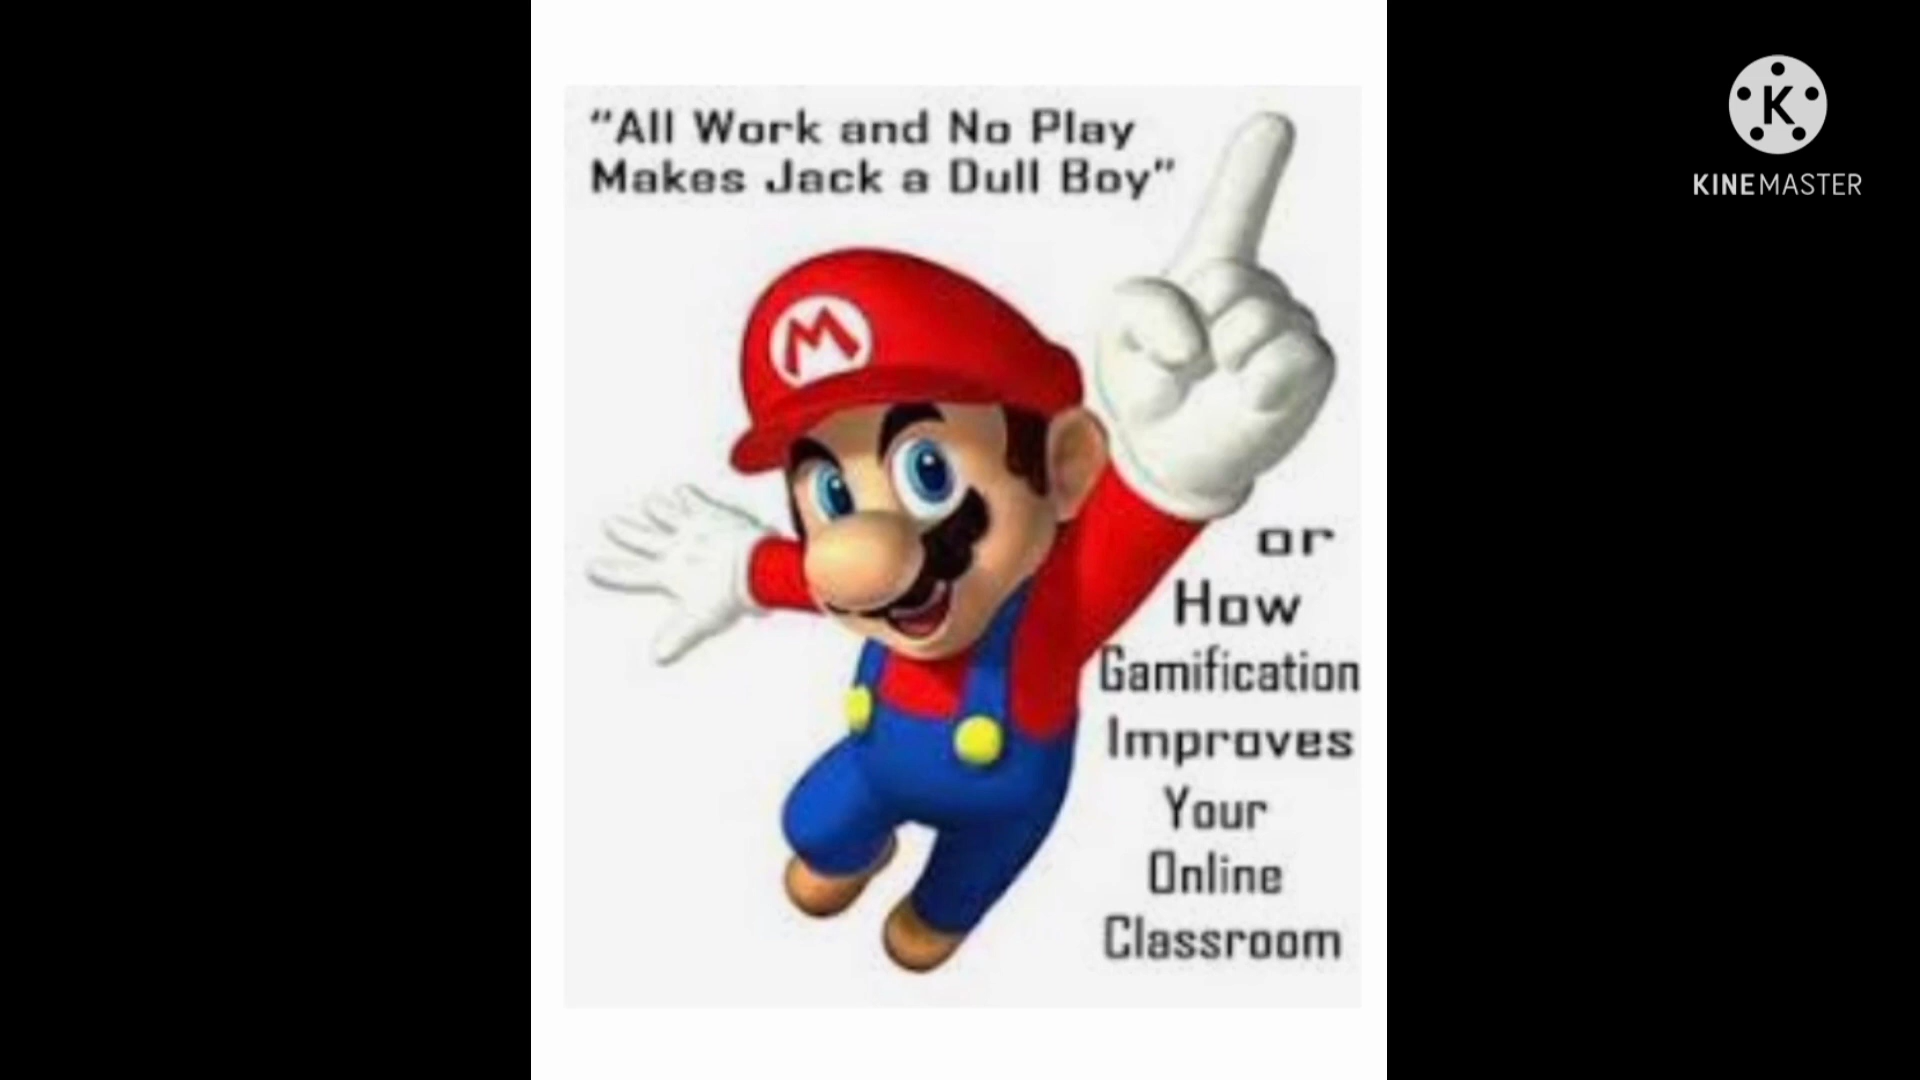 “All Work and No Play
Makes Jack a Dull Boy”
M
or
How
Gamification
Improves
Your
Online
Classroom
K
KINEMASTER